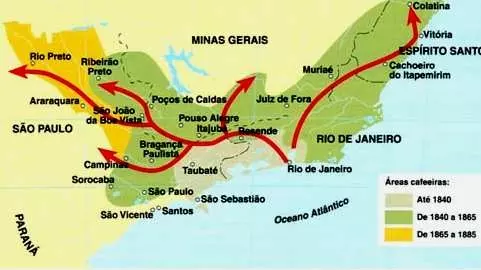 Colatina
Vitória
MINAS GERAIS
ESPÍRITO SANTO
Rio Preto
Ribeirão
Preto
Cachoeiro
do Itapemirim
Muriaé
Araraquara
Poços de Caldas
Juiz de Fora
São João
da Boa Vista
Pouso Alegre
Itajubá
SÃO PAULO
Resende
RIO DE JANEIRO
Bragança
Paulista
Campinas
Taubaté
Rio de Janeiro
Sorocaba
São Paulo
São Sebastião
São Vicente
Santos
Oceano Atlântico
PARANÁ
Áreas cafeeiras:
Até 1840
De 1840 a 1865
De 1865 a 1885